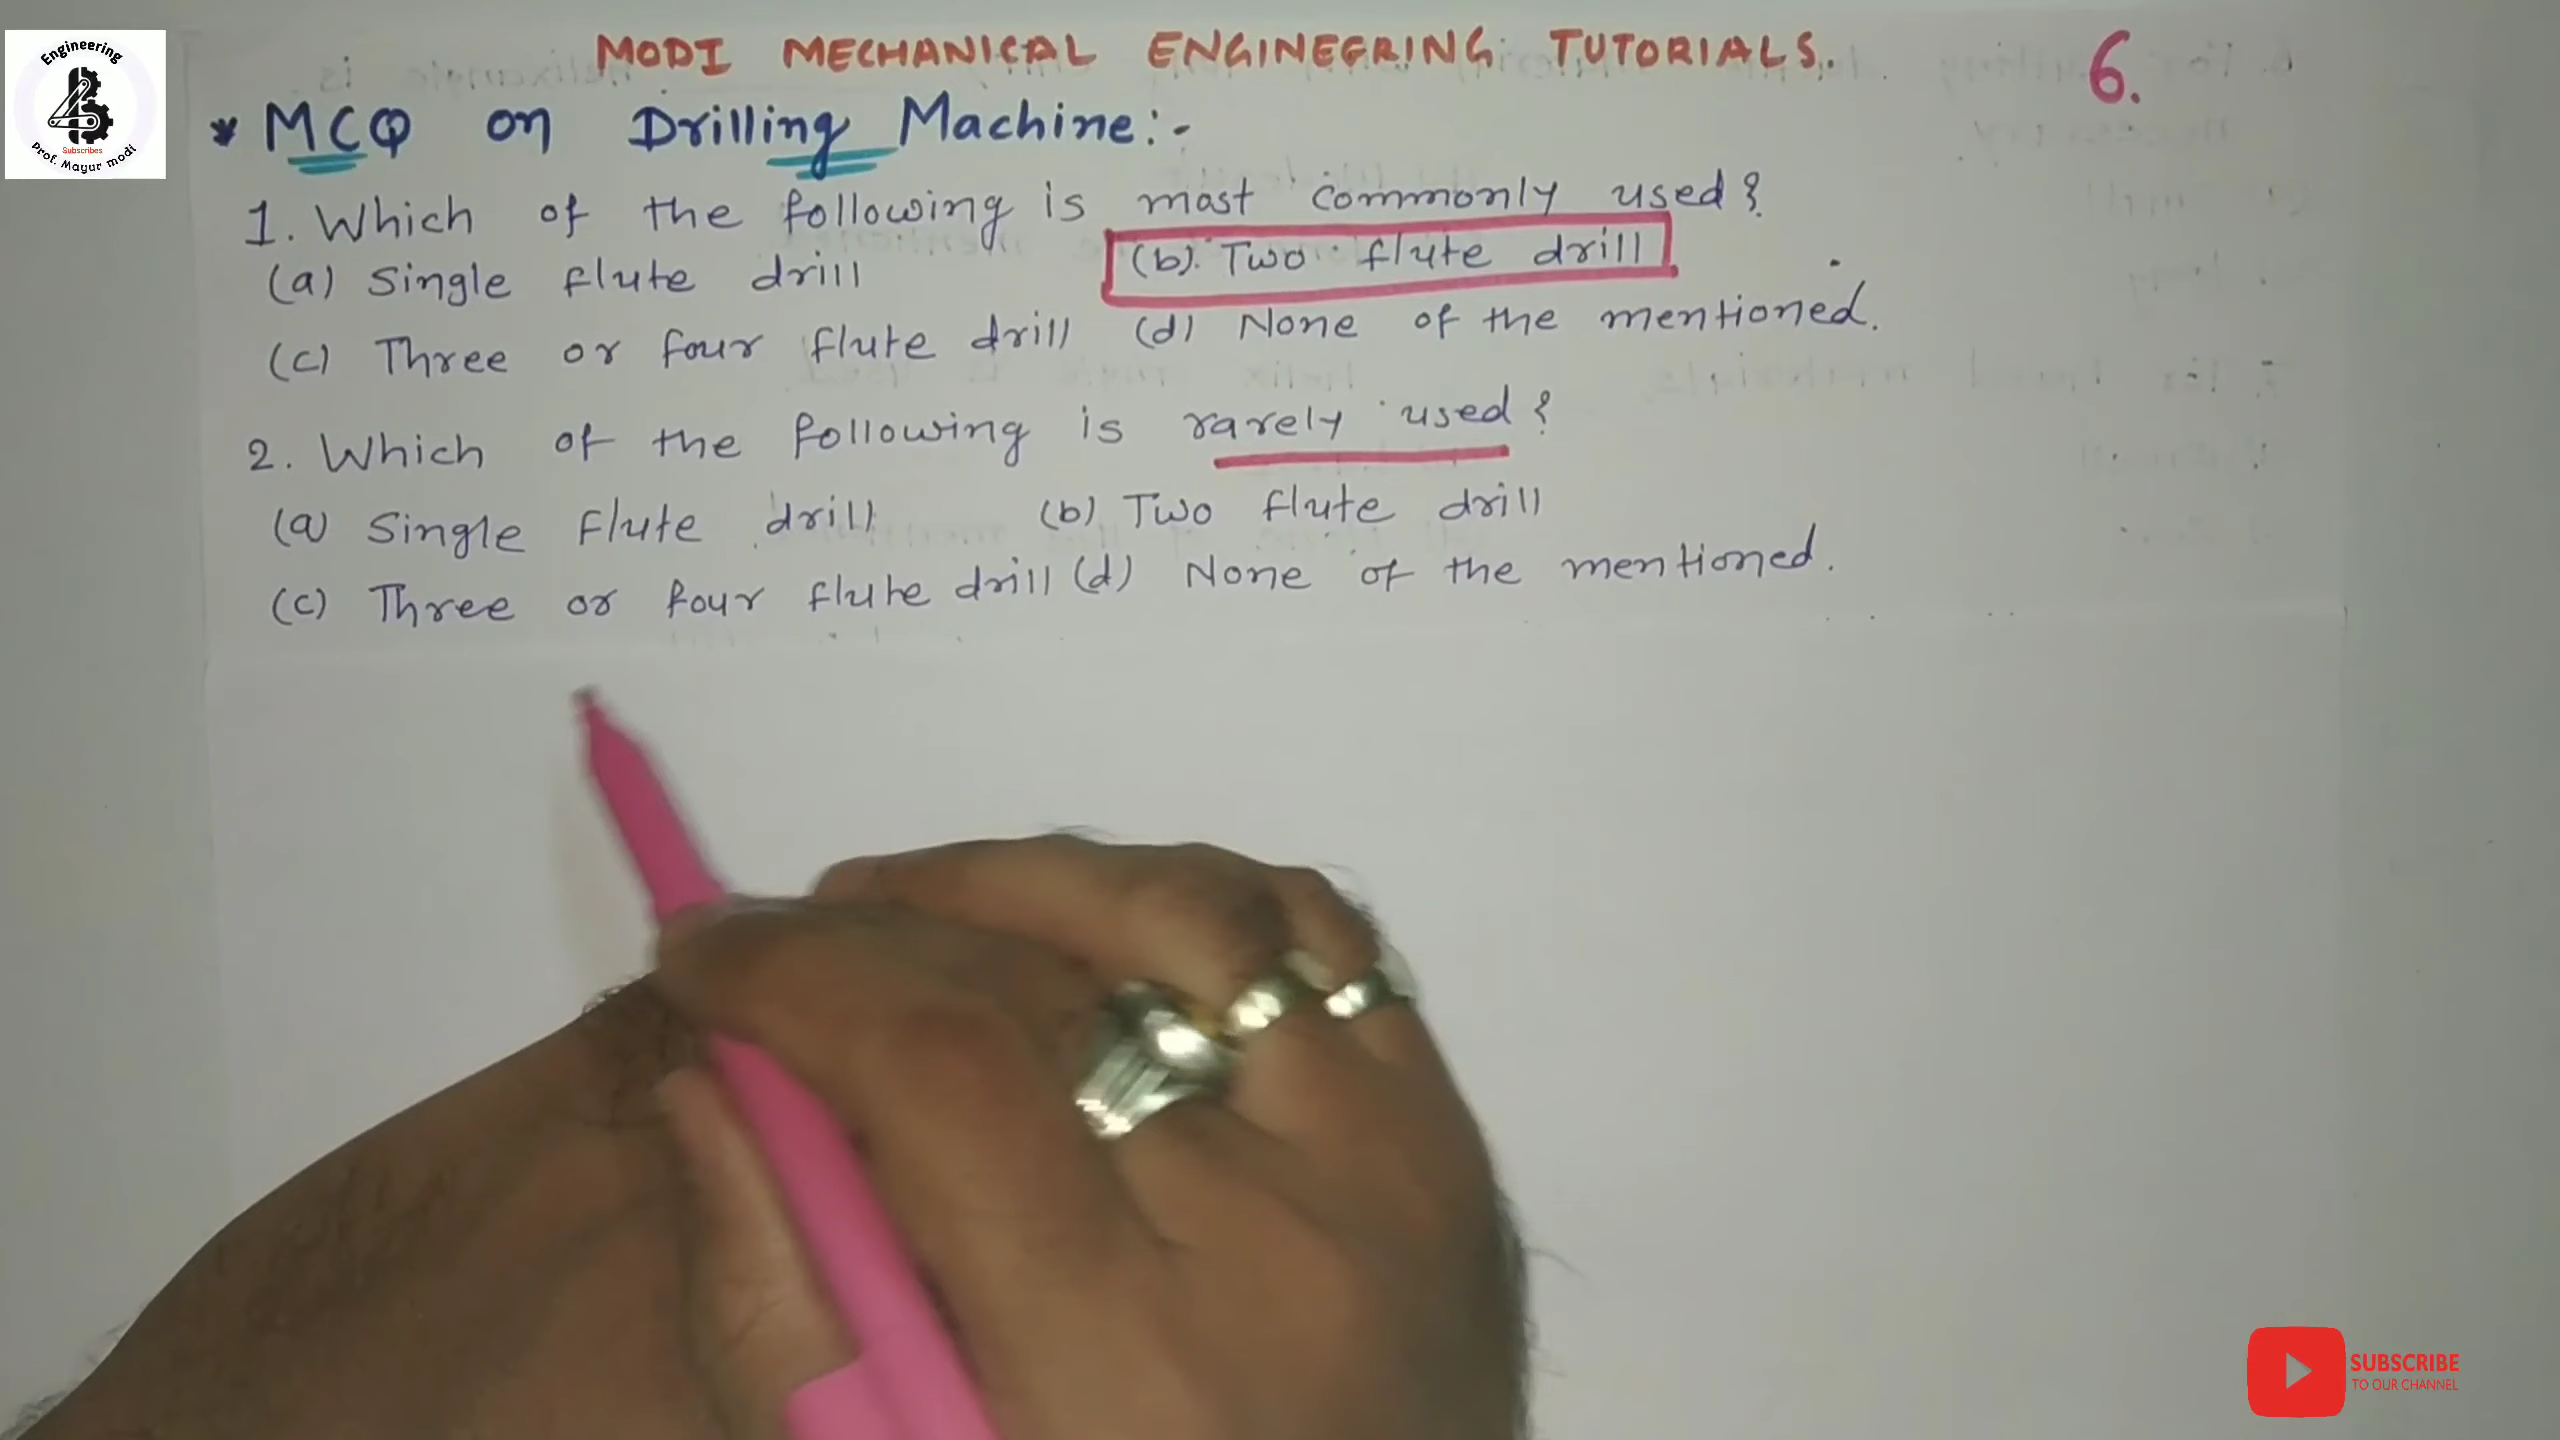 MODI MECHANICAL ENGINEERING TUTORIALS.
6.
Engineering
Subscribes
Prof. Mayur modi
* MCQ on Drilling Machine:-
1. Which of the following is most commonly used?
(a) Single flute drill (b). Two flute drill
(c) Three or four flute drill (d) None of the mentioned.
2. Which of the following is rarely used?
(a) Single flute drill (b) Two flute drill
(c) Three or four flute drill (d) None of the mentioned.
SUBSCRIBE
TO OUR CHANNEL